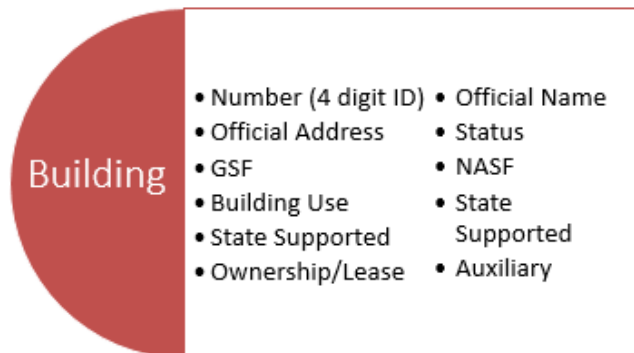 Building
• Number (4 digit ID)
• Official Address
• GSF
• Building Use
• State Supported
• Ownership/Lease
• Official Name
• Status
• NASF
• State
Supported
• Auxiliary